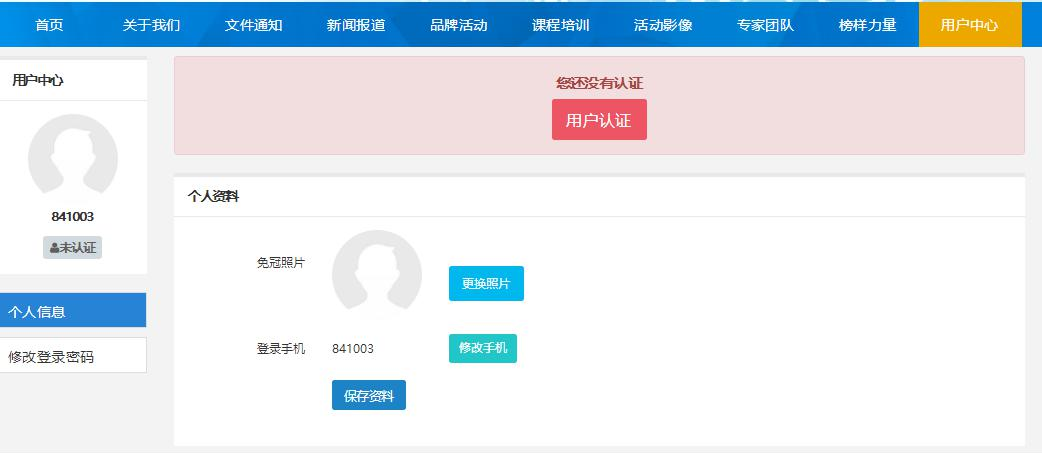 首页 关于我们 文件通知 新闻报道 品牌活动 课程培训 活动影像 专家团队 榜样力量 用户中心
用户中心
841003
未认证
个人信息
修改登录密码
您还没有认证
用户认证
个人资料
免冠照片
更换照片
登录手机 841003 修改手机
保存资料